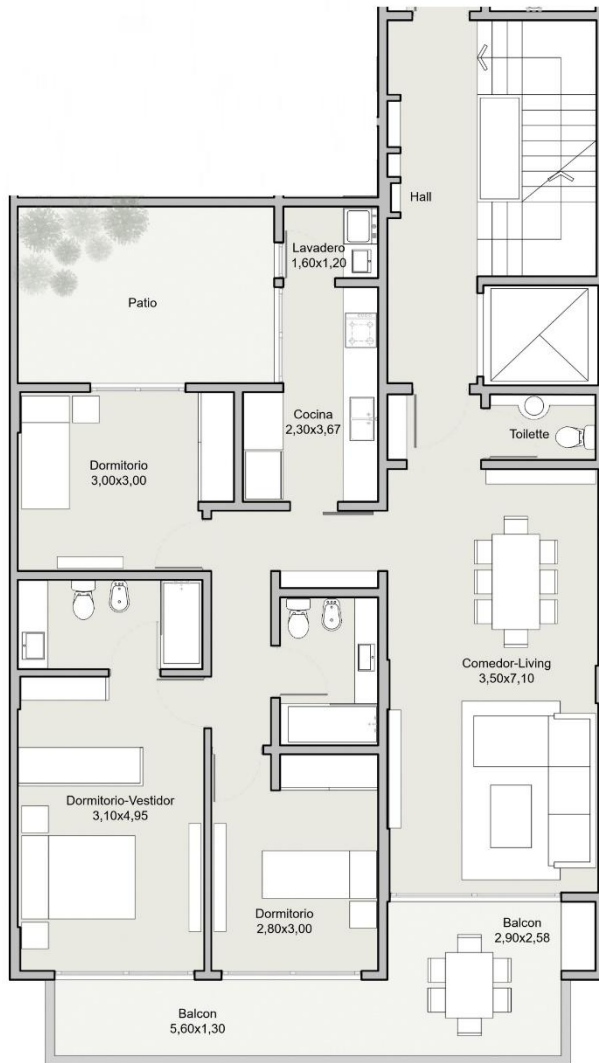 Hall
Lavadero
1,60x1,20
Patio
Cocina
2,30x3,67
Toilette
Dormitorio
3,00x3,00
Comedor-Living
3,50x7,10
Dormitorio-Vestidor
3,10x4,95
Dormitorio
2,80x3,00
Balcon
2,90x2,58
Balcon
5,60x1,30